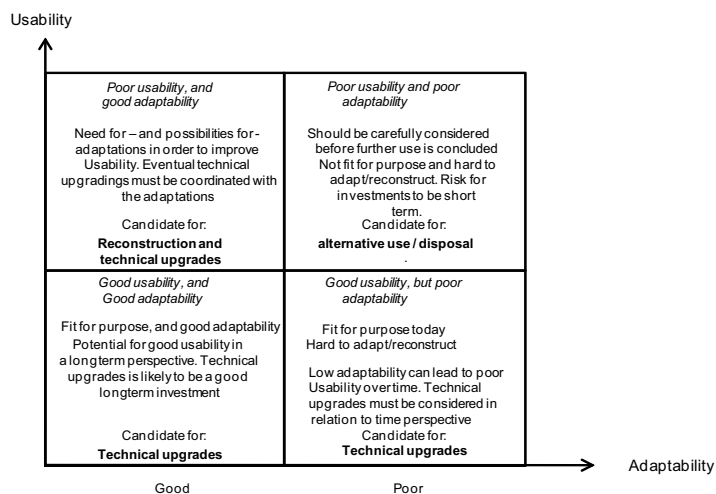 Usability
Poor usability, and
good adaptability
Need for – and possibilities for-
adaptations in order to improve
Usability. Eventual technical
upgradings must be coordinated with
the adaptations
Candidate for:
Reconstruction and
technical upgrades
Poor usability and poor
adaptability
Should be carefully considered
before further use is concluded
Not fit for purpose and hard to
adapt/reconstruct. Risk for
investments to be short
term.
Candidate for:
alternative use / disposal
.
Good usability, and
Good adaptability
Fit for purpose, and good adaptability
Potential for good usability in
a long term perspective. Technical
upgrades is likely to be a good
long term investment
Candidate for:
Technical upgrades
Good usability, but poor
adaptability
Fit for purpose today
Hard to adapt/reconstruct
Low adaptability can lead to poor
Usability over time. Technical
upgrades must be considered in
relation to time perspective
Candidate for:
Technical upgrades
Adaptability
Good
Poor